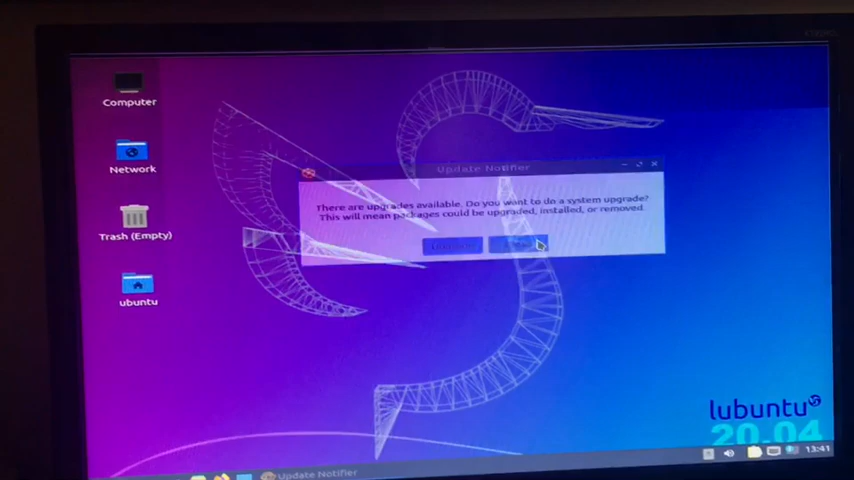 Computer
Network
Trash (Empty)
ubuntu
Update Notifier
There are upgrades available. Do you want to do a system upgrade?
This will mean packages could be upgraded, installed, or removed.
lubuntu
20.04
13:41
Update Notifier